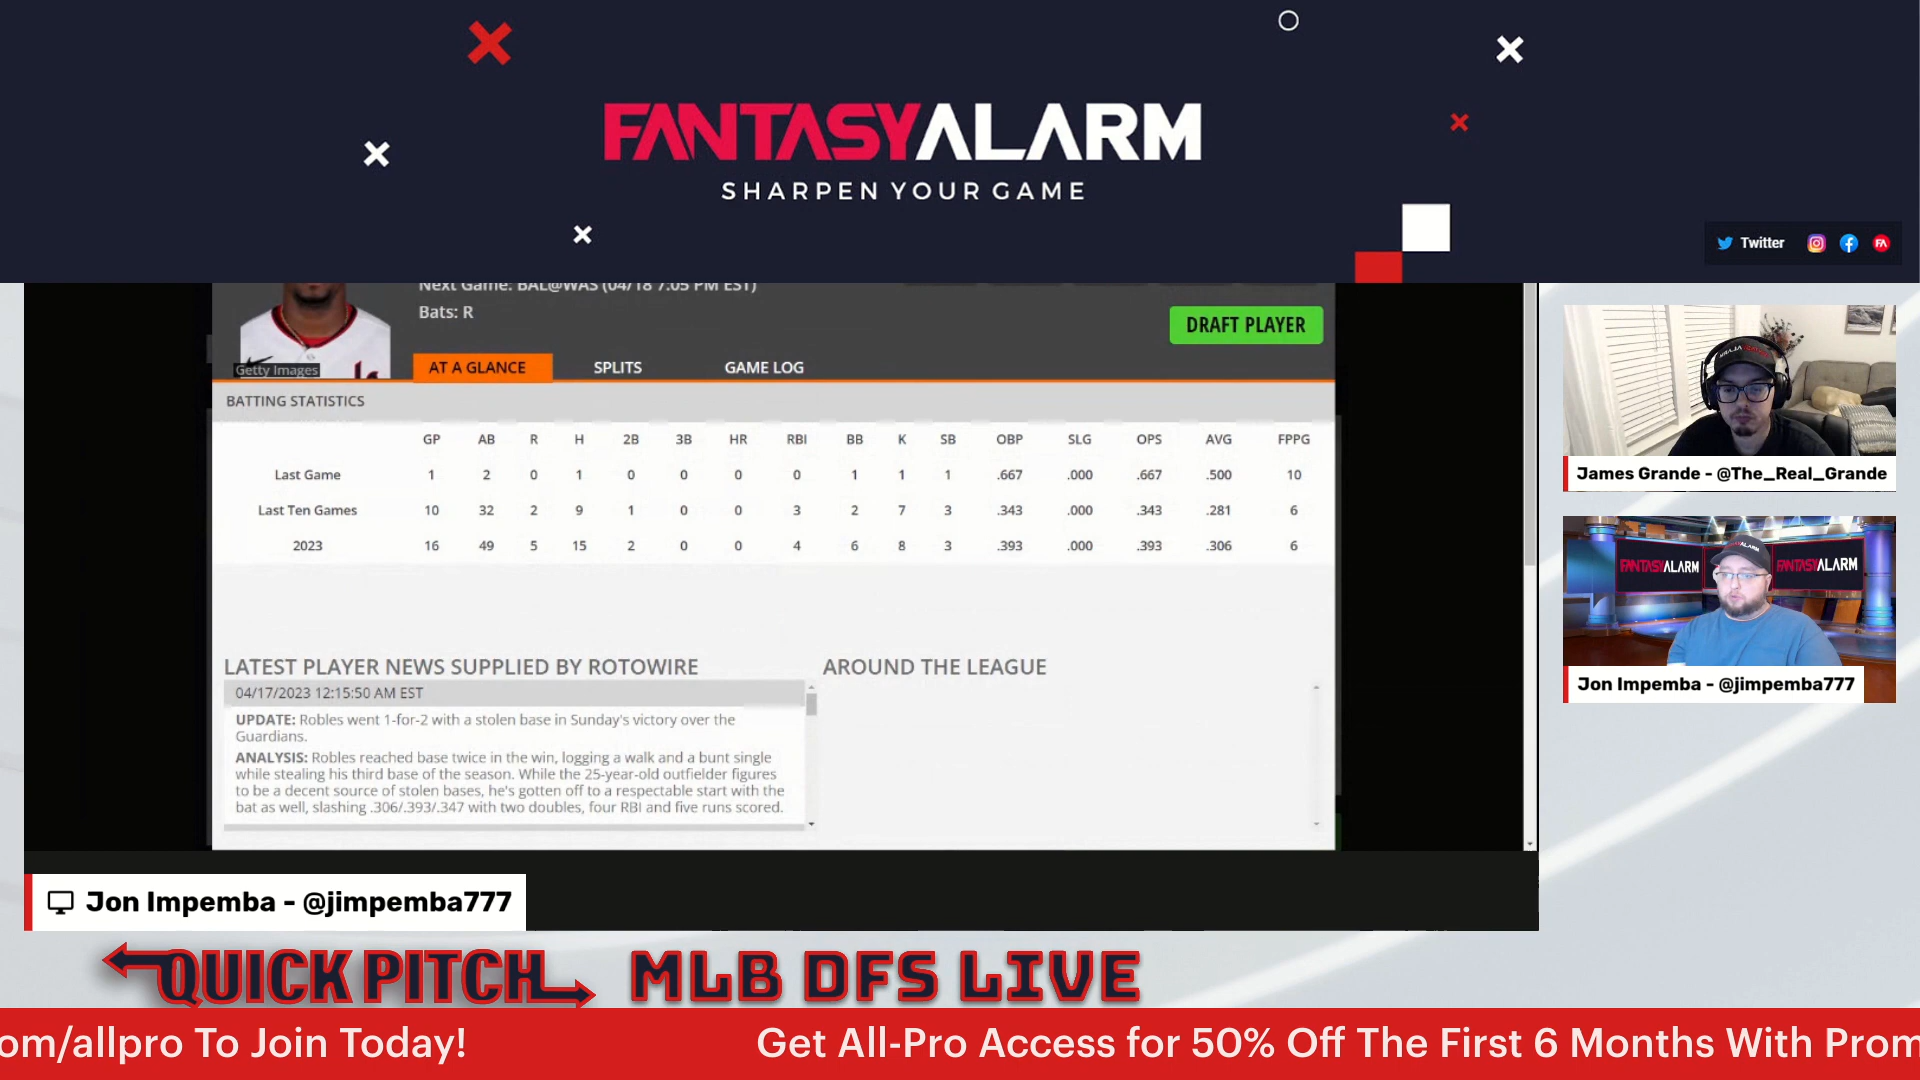 FANTASYALARM
SHARPEN YOUR GAME
Twitter
FA
Next Game: BAL@WAS (04/18 7:05 PM EST)
Bats: R
DRAFT PLAYER
Getty Images
AT A GLANCE SPLITS GAME LOG
BATTING STATISTICS
GP AB R H 2B 3B HR RBI BB K SB OBP SLG OPS AVG FPPG
Last Game 1 2 0 1 0 0 0 0 1 1 1 .667 .000 .667 .500 10
Last Ten Games 10 32 2 9 1 0 0 3 2 7 3 .343 .000 .343 .281 6
2023 16 49 5 15 2 0 0 4 6 8 3 .393 .000 .393 .306 6
LATEST PLAYER NEWS SUPPLIED BY ROTOWIRE
04/17/2023 12:15:50 AM EST
UPDATE: Robles went 1-for-2 with a stolen base in Sunday's victory over the
Guardians.
ANALYSIS: Robles reached base twice in the win, logging a walk and a bunt single
while stealing his third base of the season. While the 25-year-old outfielder figures
to be a decent source of stolen bases, he's gotten off to a respectable start with the
bat as well, slashing .306/.393/.347 with two doubles, four RBI and five runs scored.
AROUND THE LEAGUE
James Grande - @The_Real_Grande
FANTASYALARM
FANTASYALARM
Jon Impemba - @jimpemba777
Jon Impemba - @jimpemba777
QUICK PITCH MLB DFS LIVE
om/allpro To Join Today! Get All-Pro Access for 50% Off The First 6 Months With Prom